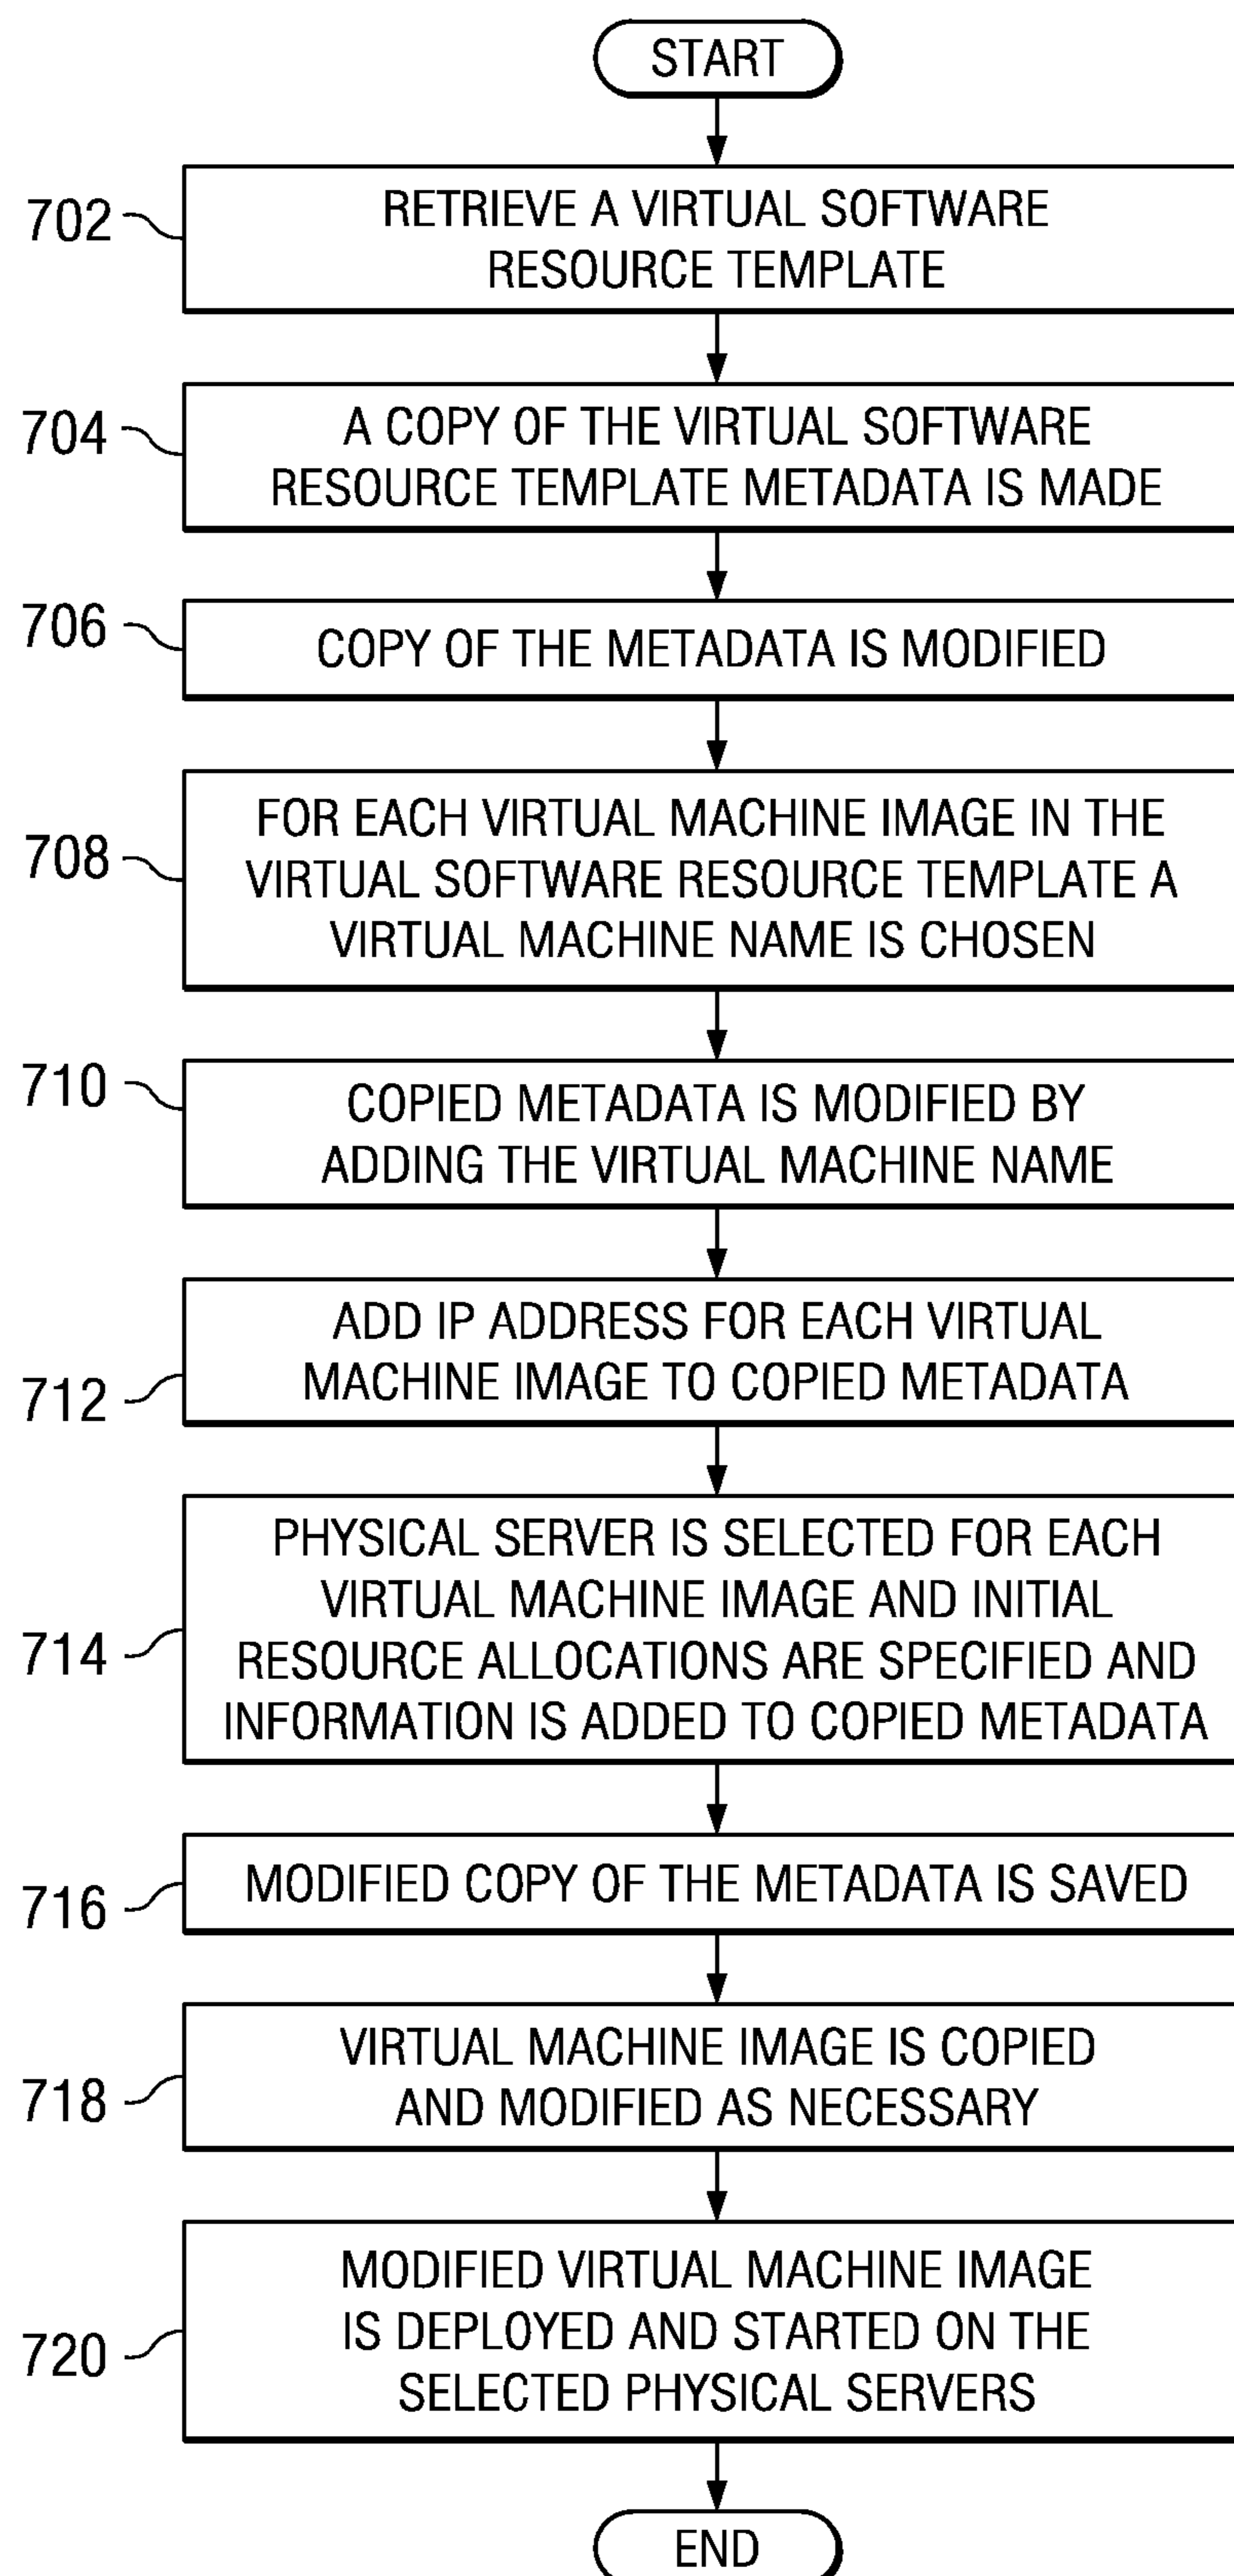 START
702
RETRIEVE A VIRTUAL SOFTWARE
RESOURCE TEMPLATE
704
A COPY OF THE VIRTUAL SOFTWARE
RESOURCE TEMPLATE METADATA IS MADE
706
COPY OF THE METADATA IS MODIFIED
708
FOR EACH VIRTUAL MACHINE IMAGE IN THE
VIRTUAL SOFTWARE RESOURCE TEMPLATE A
VIRTUAL MACHINE NAME IS CHOSEN
710
COPIED METADATA IS MODIFIED BY
ADDING THE VIRTUAL MACHINE NAME
712
ADD IP ADDRESS FOR EACH VIRTUAL
MACHINE IMAGE TO COPIED METADATA
714
PHYSICAL SERVER IS SELECTED FOR EACH
VIRTUAL MACHINE IMAGE AND INITIAL
RESOURCE ALLOCATIONS ARE SPECIFIED AND
INFORMATION IS ADDED TO COPIED METADATA
716
MODIFIED COPY OF THE METADATA IS SAVED
718
VIRTUAL MACHINE IMAGE IS COPIED
AND MODIFIED AS NECESSARY
720
MODIFIED VIRTUAL MACHINE IMAGE
IS DEPLOYED AND STARTED ON THE
SELECTED PHYSICAL SERVERS
END